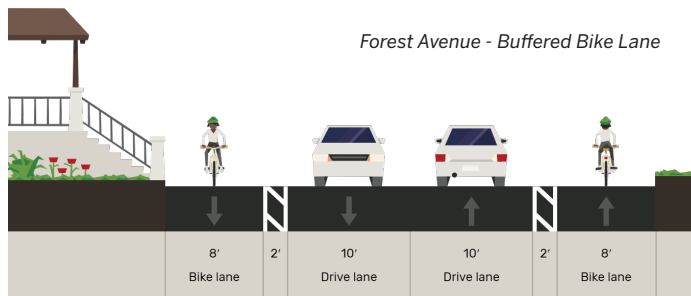 Forest Avenue - Buffered Bike Lane
8′ 2′ 10′ 10′ 2′ 8′
Bike lane Drive lane Drive lane Bike lane